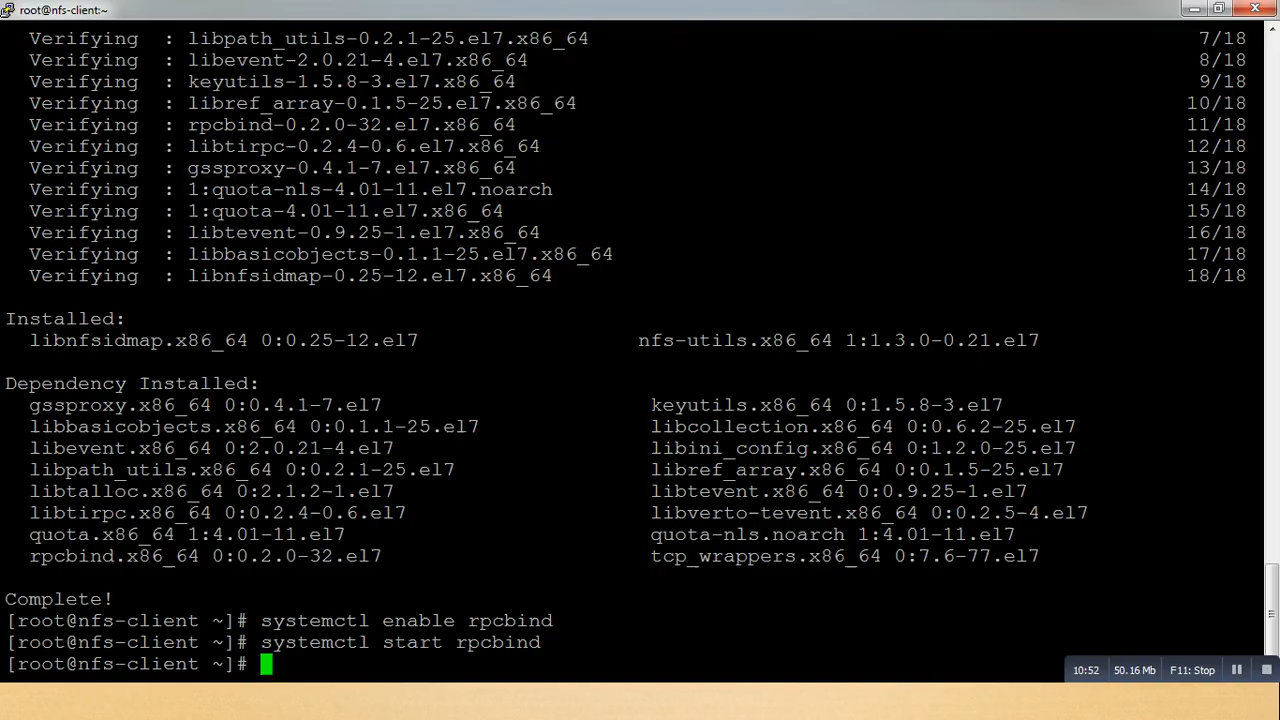 root@nfs-client:~
Verifying : libpath_utils-0.2.1-25.el7.x86_64 7/18
Verifying : libevent-2.0.21-4.el7.x86_64 8/18
Verifying : keyutils-1.5.8-3.el7.x86_64 9/18
Verifying : libref_array-0.1.5-25.el7.x86_64 10/18
Verifying : rpcbind-0.2.0-32.el7.x86_64 11/18
Verifying : libtirpc-0.2.4-0.6.el7.x86_64 12/18
Verifying : gssproxy-0.4.1-7.el7.x86_64 13/18
Verifying : 1:quota-nls-4.01-11.el7.noarch 14/18
Verifying : 1:quota-4.01-11.el7.x86_64 15/18
Verifying : libtevent-0.9.25-1.el7.x86_64 16/18
Verifying : libbasicobjects-0.1.1-25.el7.x86_64 17/18
Verifying : libnfsidmap-0.25-12.el7.x86_64 18/18
Installed:
libnfsidmap.x86_64 0:0.25-12.el7 nfs-utils.x86_64 1:1.3.0-0.21.el7
Dependency Installed:
gssproxy.x86_64 0:0.4.1-7.el7 keyutils.x86_64 0:1.5.8-3.el7
libbasicobjects.x86_64 0:0.1.1-25.el7 libcollection.x86_64 0:0.6.2-25.el7
libevent.x86_64 0:2.0.21-4.el7 libini_config.x86_64 0:1.2.0-25.el7
libpath_utils.x86_64 0:0.2.1-25.el7 libref_array.x86_64 0:0.1.5-25.el7
libtalloc.x86_64 0:2.1.2-1.el7 libtevent.x86_64 0:0.9.25-1.el7
libtirpc.x86_64 0:0.2.4-0.6.el7 libverto-tevent.x86_64 0:0.2.5-4.el7
quota.x86_64 1:4.01-11.el7 quota-nls.noarch 1:4.01-11.el7
rpcbind.x86_64 0:0.2.0-32.el7 tcp_wrappers.x86_64 0:7.6-77.el7
Complete!
[root@nfs-client ~]# systemctl enable rpcbind
[root@nfs-client ~]# systemctl start rpcbind
[root@nfs-client ~]#
10:52 50.16 Mb F11: Stop